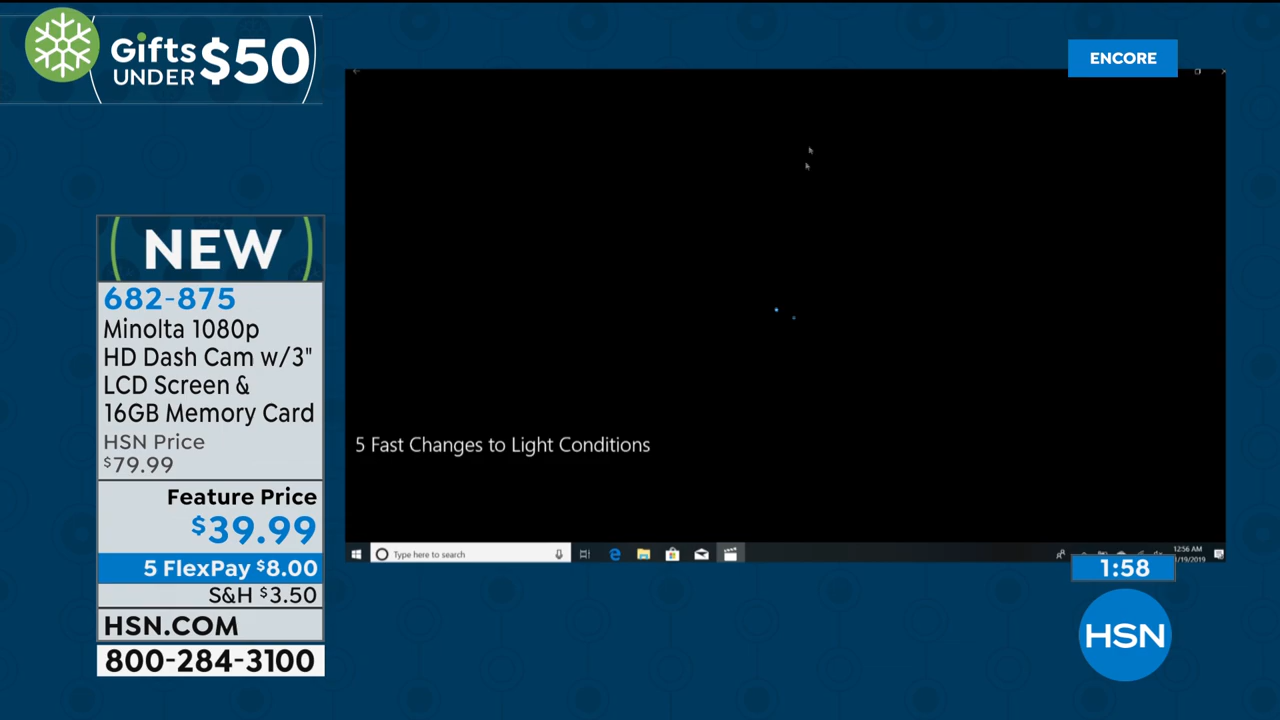 Gifts
UNDER $50
ENCORE
(NEW)
682-875
Minolta 1080p
HD Dash Cam w/3"
LCD Screen &
16GB Memory Card
HSN Price
$79.99
Feature Price
$39.99
5 FlexPay $8.00
S&H $3.50
HSN.COM
800-284-3100
5 Fast Changes to Light Conditions
Type here to search
12:56 AM
/19/2019
1:58
HSN